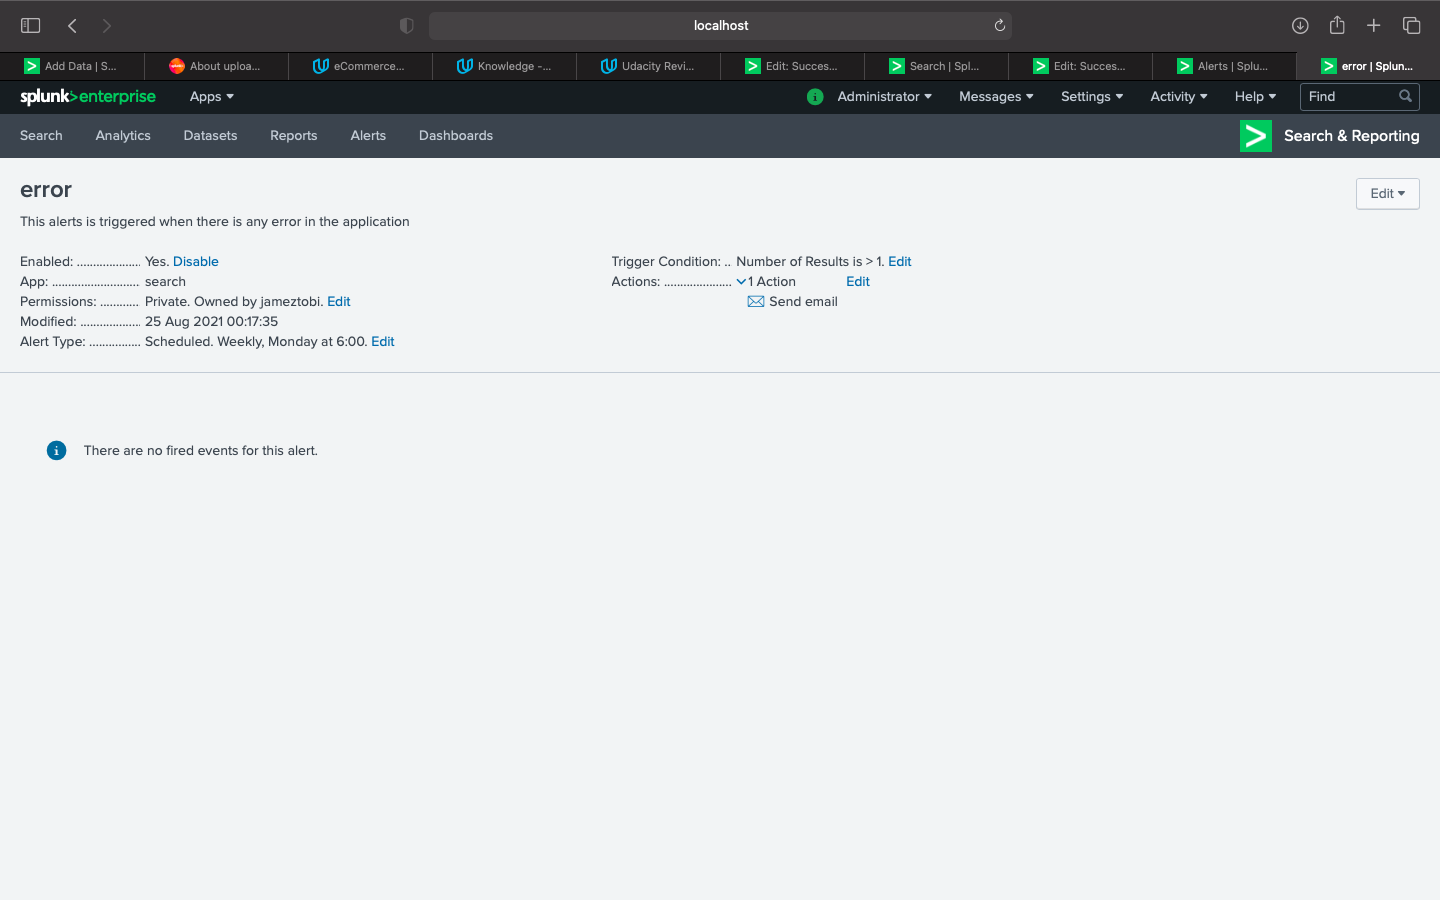 localhost
Add Data | S... About uploa... eCommerce... Knowledge -... Udacity Revi... Edit: Succes... Search | Spl... Edit: Succes... Alerts | Splu... error | Splun...
splunk>enterprise Apps Administrator Messages Settings Activity Help Find
Search Analytics Datasets Reports Alerts Dashboards Search & Reporting
error
Edit
This alerts is triggered when there is any error in the application
Enabled: .................... Yes. Disable
App: ........................... search
Permissions: ............ Private. Owned by jameztobi. Edit
Modified: ................... 25 Aug 2021 00:17:35
Alert Type: ................ Scheduled. Weekly, Monday at 6:00. Edit
Trigger Condition: .. Number of Results is > 1. Edit
Actions: ..................... 1 Action Edit
Send email
There are no fired events for this alert.